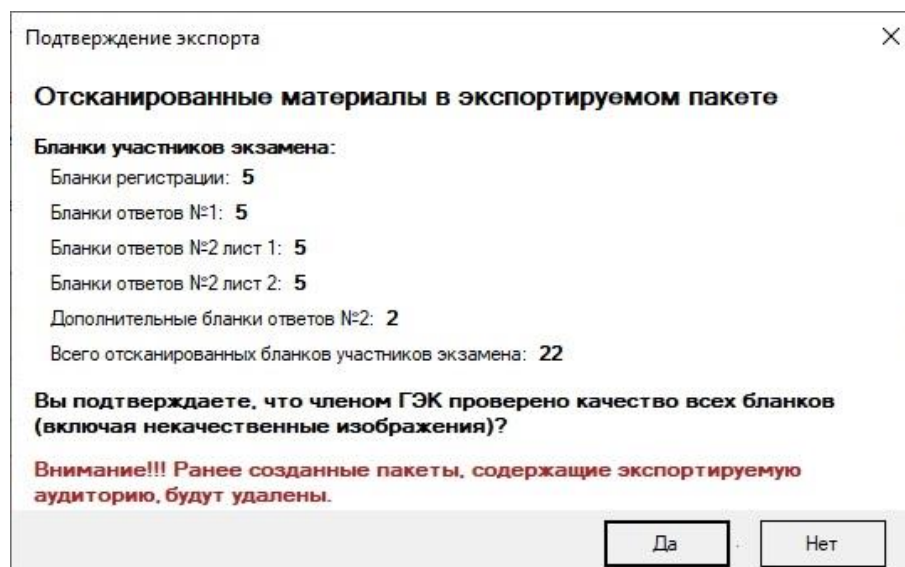 Подтверждение экспорта
Отсканированные материалы в экспортируемом пакете
Бланки участников экзамена:
Бланки регистрации: 5
Бланки ответов №1: 5
Бланки ответов №2 лист 1: 5
Бланки ответов №2 лист 2: 5
Дополнительные бланки ответов №2: 2
Всего отсканированных бланков участников экзамена: 22
Вы подтверждаете, что членом ГЭК проверено качество всех бланков
(включая некачественные изображения)?
Внимание!!! Ранее созданные пакеты, содержащие экспортируемую
аудиторию, будут удалены.
Да Нет